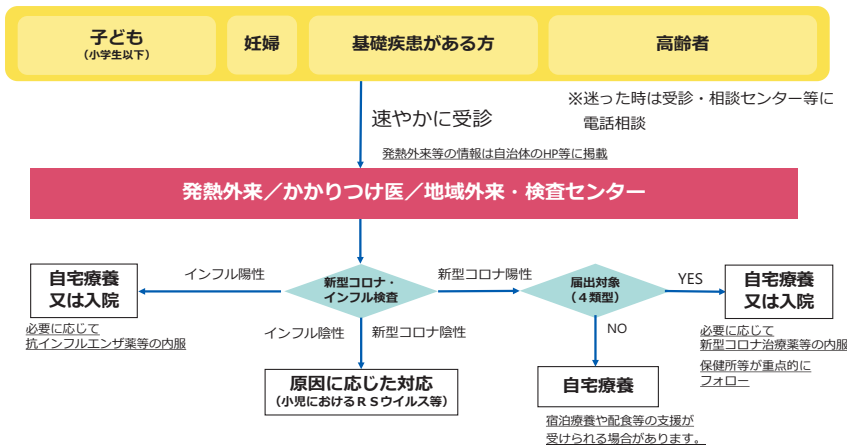 子ども
(小学生以下)
妊婦
基礎疾患がある方
高齢者
速やかに受診
※迷った時は受診・相談センター等に
電話相談
発熱外来等の情報は自治体のHP等に掲載
発熱外来／かかりつけ医／地域外来・検査センター
自宅療養
又は入院
必要に応じて
抗インフルエンザ薬等の内服
インフル陽性
新型コロナ・
インフル検査
新型コロナ陽性
届出対象
(４類型)
YES
自宅療養
又は入院
必要に応じて
新型コロナ治療薬等の内服
保健所等が重点的に
フォロー
インフル陰性
新型コロナ陰性
NO
原因に応じた対応
(小児におけるＲＳウイルス等)
自宅療養
宿泊療養や配食等の支援が
受けられる場合があります。